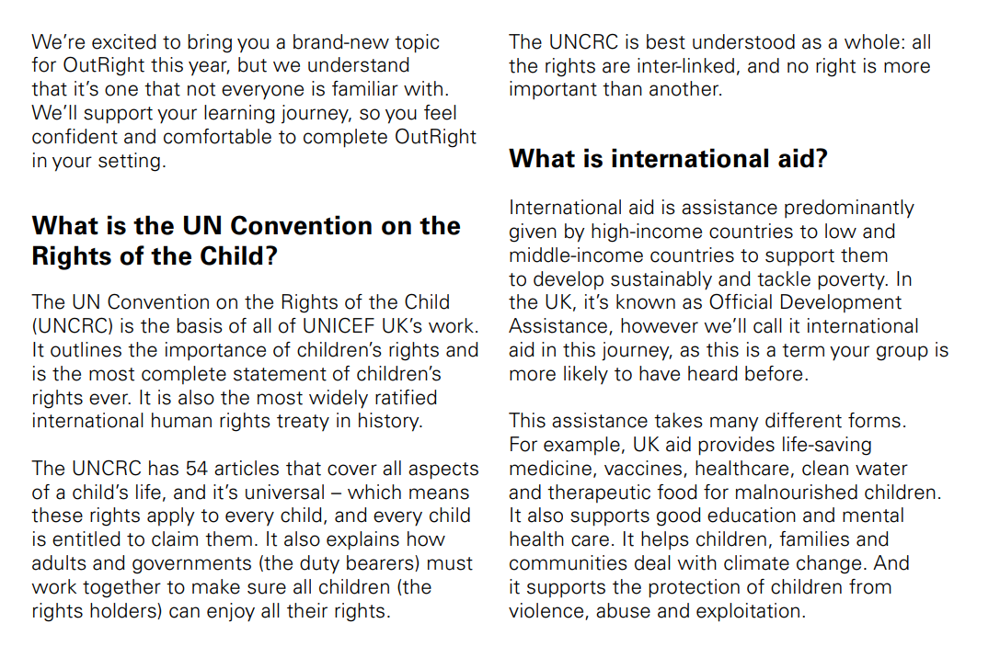 We’re excited to bring you a brand-new topic
for OutRight this year, but we understand
that it’s one that not everyone is familiar with.
We’ll support your learning journey, so you feel
confident and comfortable to complete OutRight
in your setting.
What is the UN Convention on the
Rights of the Child?
The UN Convention on the Rights of the Child
(UNCRC) is the basis of all of UNICEF UK’s work.
It outlines the importance of children’s rights and
is the most complete statement of children’s
rights ever. It is also the most widely ratified
international human rights treaty in history.
The UNCRC has 54 articles that cover all aspects
of a child’s life, and it’s universal – which means
these rights apply to every child, and every child
is entitled to claim them. It also explains how
adults and governments (the duty bearers) must
work together to make sure all children (the
rights holders) can enjoy all their rights.
The UNCRC is best understood as a whole: all
the rights are inter-linked, and no right is more
important than another.
What is international aid?
International aid is assistance predominantly
given by high-income countries to low and
middle-income countries to support them
to develop sustainably and tackle poverty. In
the UK, it’s known as Official Development
Assistance, however we’ll call it international
aid in this journey, as this is a term your group is
more likely to have heard before.
This assistance takes many different forms.
For example, UK aid provides life-saving
medicine, vaccines, healthcare, clean water
and therapeutic food for malnourished children.
It also supports good education and mental
health care. It helps children, families and
communities deal with climate change. And
it supports the protection of children from
violence, abuse and exploitation.